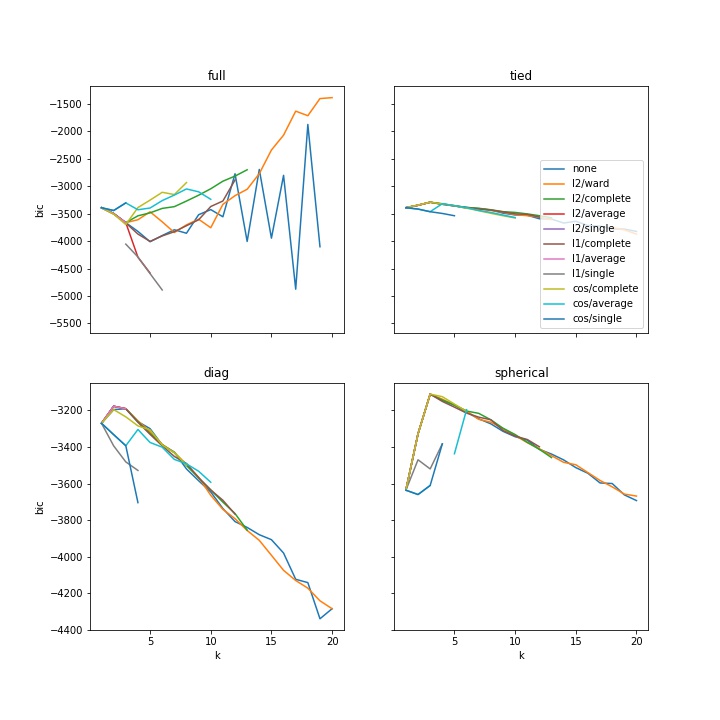 full
tied
−1500
−2000
−2500
−3000
−3500
−4000
−4500
−5000
−5500
bic
none
l2/ward
l2/complete
l2/average
l2/single
l1/complete
l1/average
l1/single
cos/complete
cos/average
cos/single
diag
spherical
−3200
−3400
−3600
−3800
−4000
−4200
−4400
bic
5 10 15 20
k
5 10 15 20
k